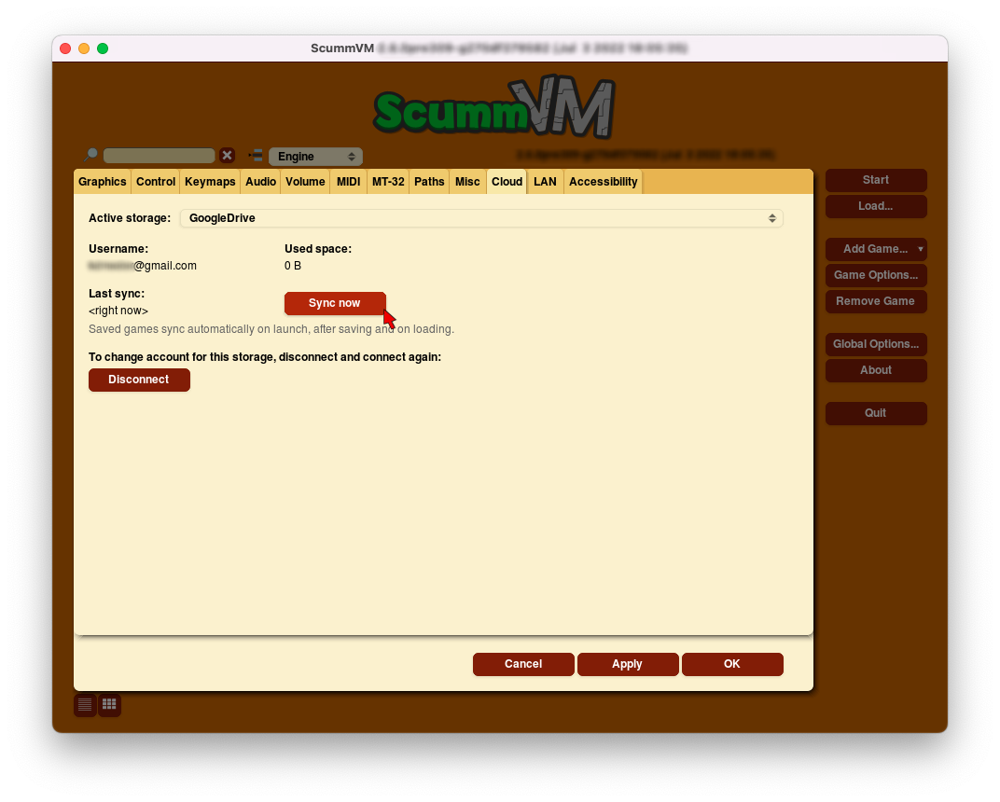 ScummVM
ScummVM
Engine
Graphics Control Keymaps Audio Volume MIDI MT-32 Paths Misc Cloud LAN Accessibility
Active storage: GoogleDrive
Username: Used space:
@gmail.com 0 B
Last sync:
<right now>
Sync now
Saved games sync automatically on launch, after saving and on loading.
To change account for this storage, disconnect and connect again:
Disconnect
Cancel Apply OK
Start
Load...
Add Game...
Game Options...
Remove Game
Global Options...
About
Quit